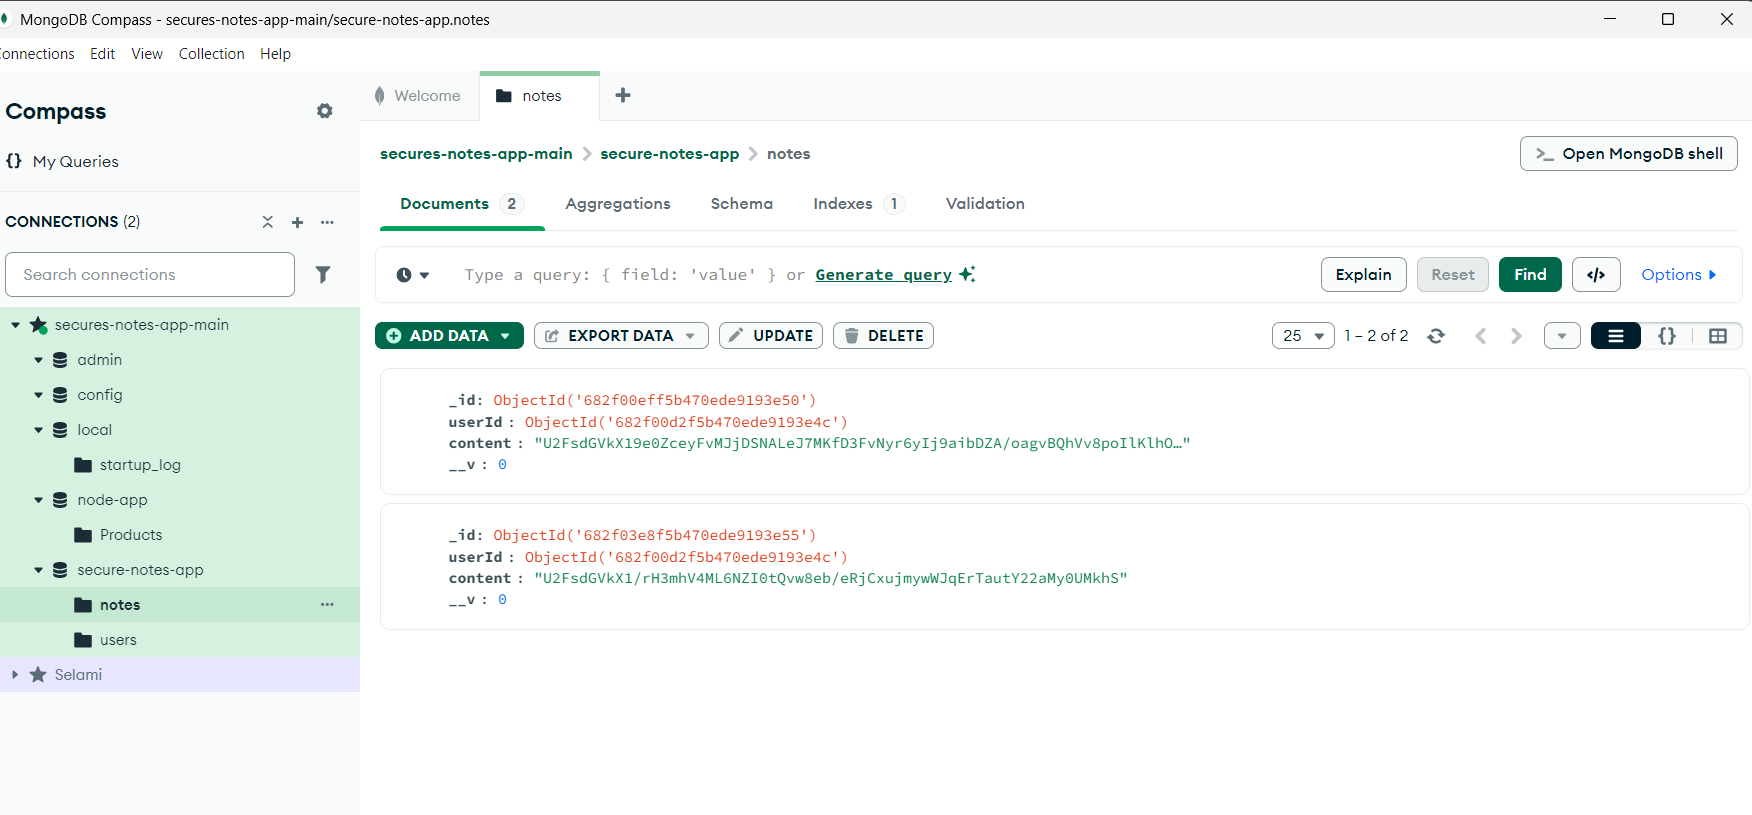 MongoDB Compass - secures-notes-app-main/secure-notes-app.notes
onnections Edit View Collection Help
Compass
My Queries
CONNECTIONS (2)
Search connections
secures-notes-app-main
admin
config
local
startup_log
node-app
Products
secure-notes-app
notes
users
Selami
Welcome
notes
secures-notes-app-main > secure-notes-app > notes
>_ Open MongoDB shell
Documents 2 Aggregations Schema Indexes 1 Validation
Type a query: { field: 'value' } or Generate query
Explain Reset Find </> Options
ADD DATA EXPORT DATA UPDATE DELETE
25 1 – 2 of 2 {}
_id: ObjectId('682f00eff5b470ede9193e50')
userId : ObjectId('682f00d2f5b470ede9193e4c')
content : "U2FsdGVkX19e0ZceyFvMJjDSNALeJ7MKfD3FvNyr6yIj9aibDZA/oagvBQhVv8poIlKlhO…"
__v : 0
_id: ObjectId('682f03e8f5b470ede9193e55')
userId : ObjectId('682f00d2f5b470ede9193e4c')
content : "U2FsdGVkX1/rH3mhV4ML6NZI0tQvw8eb/eRjCxujmywWJqErTautY22aMy0UMkhS"
__v : 0